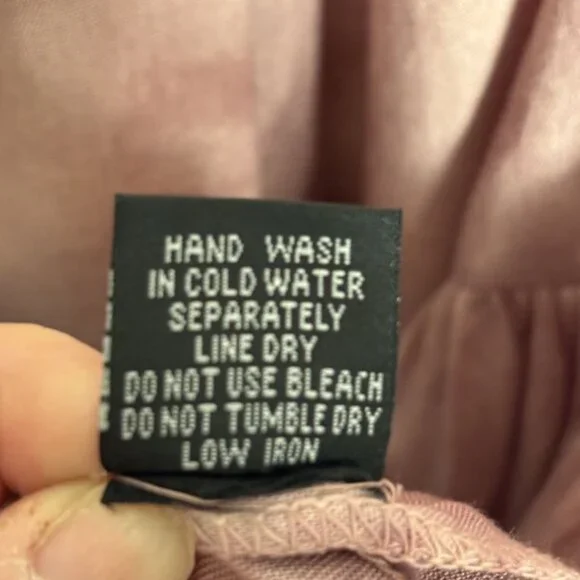 HAND WASH
IN COLD WATER
SEPARATELY
LINE DRY
DO NOT USE BLEACH
DO NOT TUMBLE DRY
LOW IRON